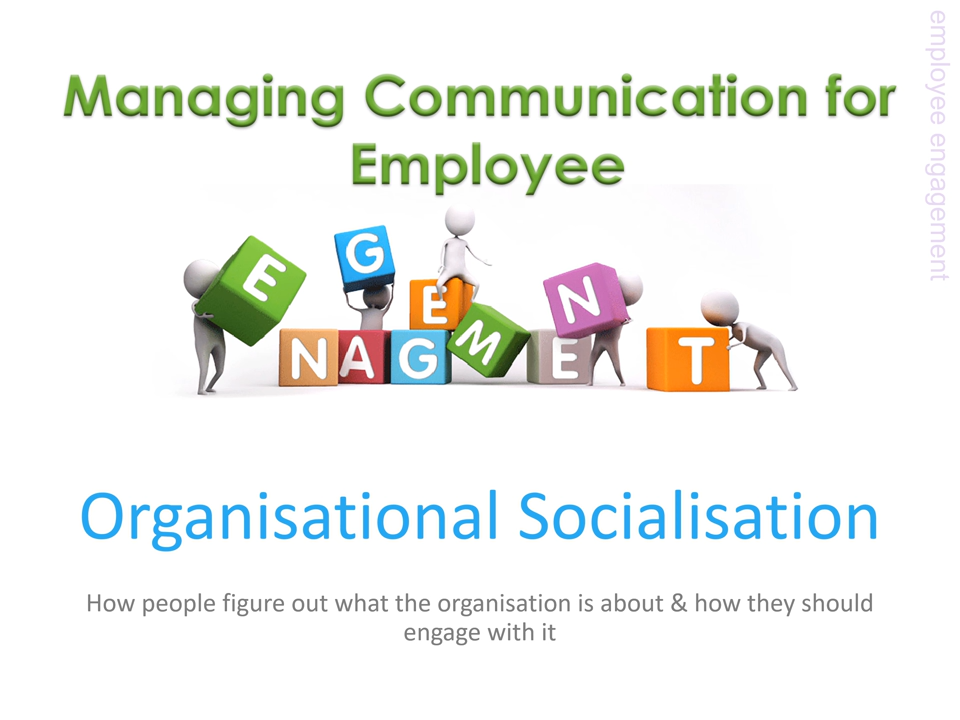 employee engagement
Managing Communication for
Employee
E
G
E
N
N
A
G
M
E
T
Organisational Socialisation
How people figure out what the organisation is about & how they should
engage with it